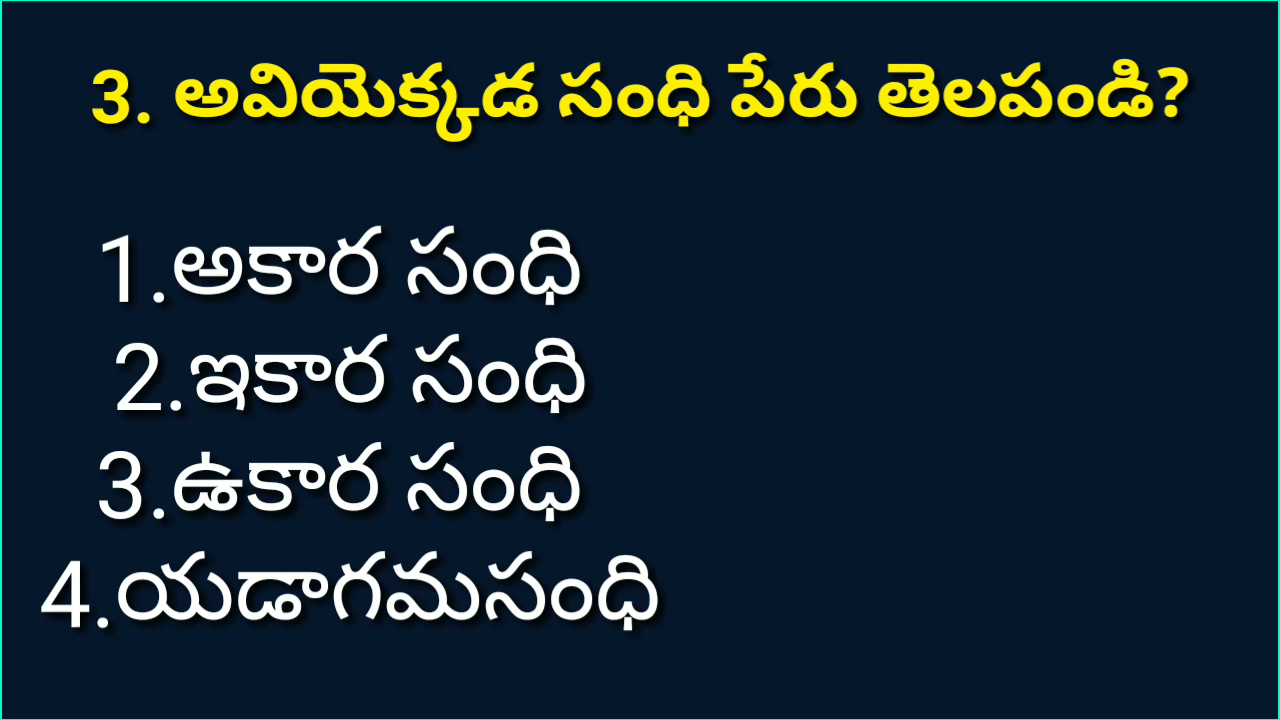 3. అవియెక్కడ సంధి పేరు తెలపండి?
1.అకార సంధి
2.ఇకార సంధి
3.ఉకార సంధి
4.యడాగమసంధి